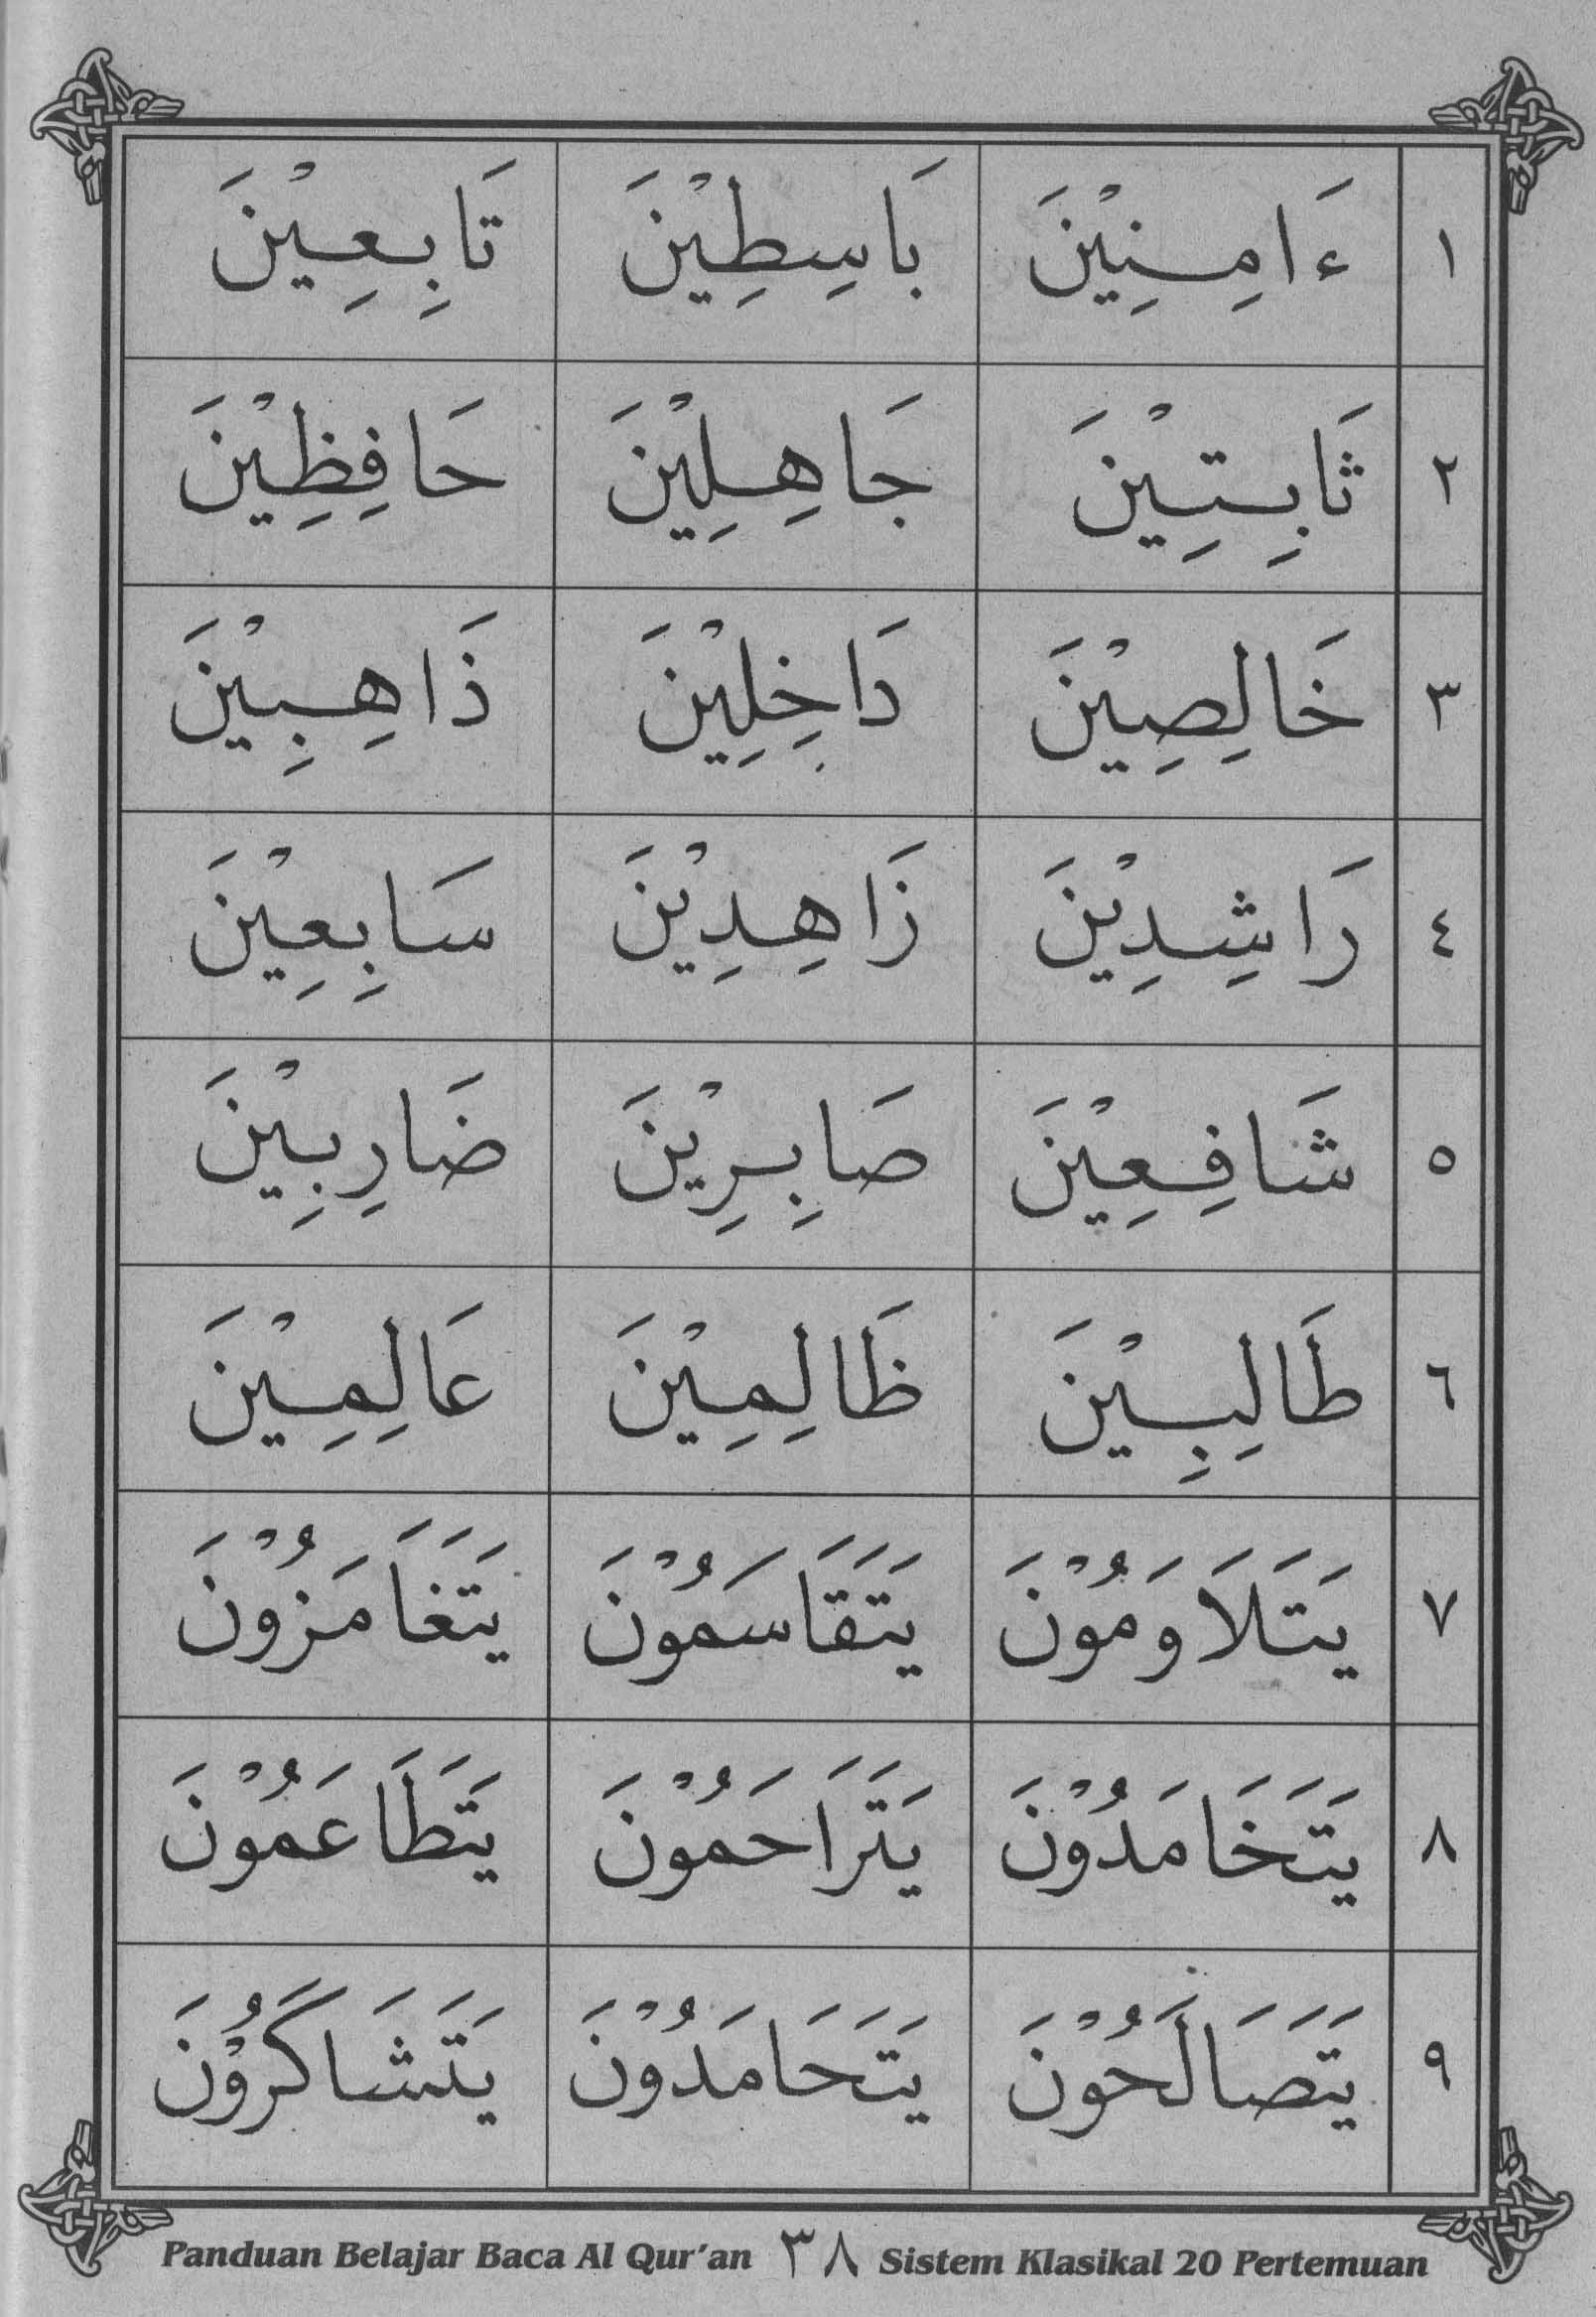 ١ ءَامِنِيْنَ بَاسِطِيْنَ تَابِعِيْنَ
٢ ثَابِتِيْنَ جَاهِلِيْنَ حَافِظِيْنَ
٣ خَالِصِيْنَ دَاخِلِيْنَ ذَاهِبِيْنَ
٤ رَاشِدِيْنَ زَاهِدِيْنَ سَابِعِيْنَ
٥ شَافِعِيْنَ صَابِرِيْنَ ضَارِبِيْنَ
٦ طَالِبِيْنَ ظَالِمِيْنَ عَالِمِيْنَ
٧ يَتَلَاوَمُوْنَ يَتَقَاسَمُوْنَ يَتَغَامَزُوْنَ
٨ يَتَخَامَدُوْنَ يَتَرَاحَمُوْنَ يَتَطَاعَمُوْنَ
٩ يَتَصَالَحُوْنَ يَتَحَامَدُوْنَ يَتَشَاكَرُوْنَ
Panduan Belajar Baca Al Qur'an ٣٨ Sistem Klasikal 20 Pertemuan